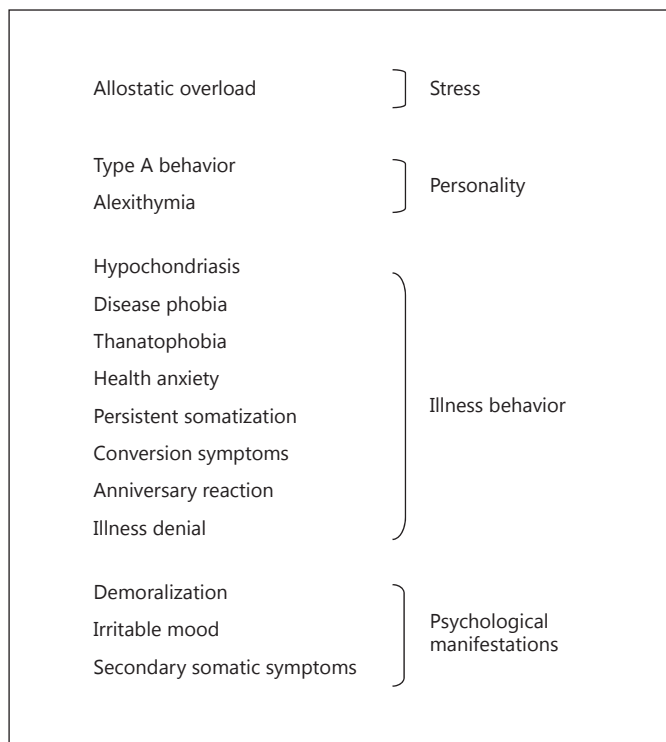 Allostatic overload
Stress
Type A behavior
Alexithymia
Personality
Hypochondriasis
Disease phobia
Thanatophobia
Health anxiety
Persistent somatization
Conversion symptoms
Anniversary reaction
Illness denial
Illness behavior
Demoralization
Irritable mood
Secondary somatic symptoms
Psychological
manifestations